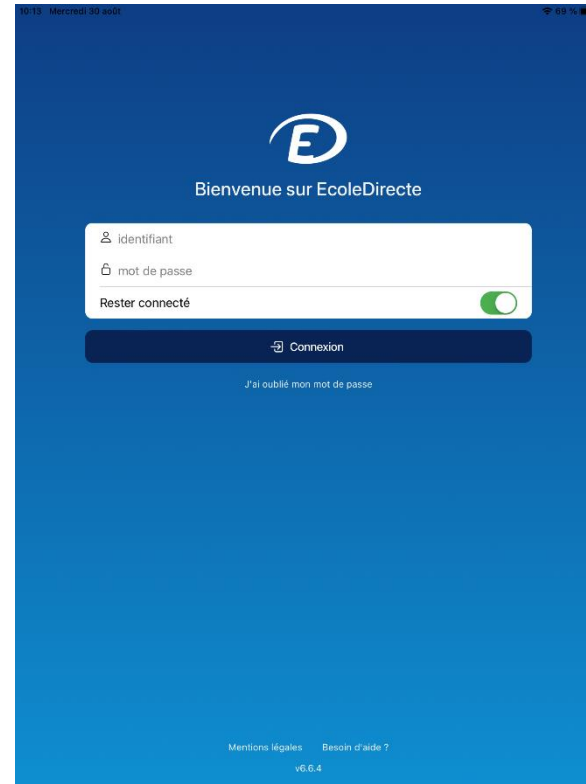 10:13 Mercredi 30 août 69 %
E
Bienvenue sur EcoleDirecte
identifiant
mot de passe
Rester connecté
Connexion
J'ai oublié mon mot de passe
Mentions légales Besoin d'aide ?
v6.6.4